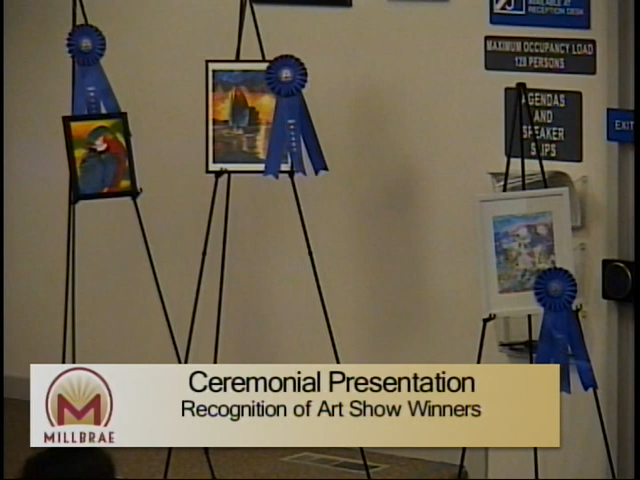 AVAILABLE AT
RECEPTION DESK
MAXIMUM OCCUPANCY LOAD
128 PERSONS
AGENDAS
AND
SPEAKER
SLIPS
EXIT
Ceremonial Presentation
Recognition of Art Show Winners
M
MILLBRAE